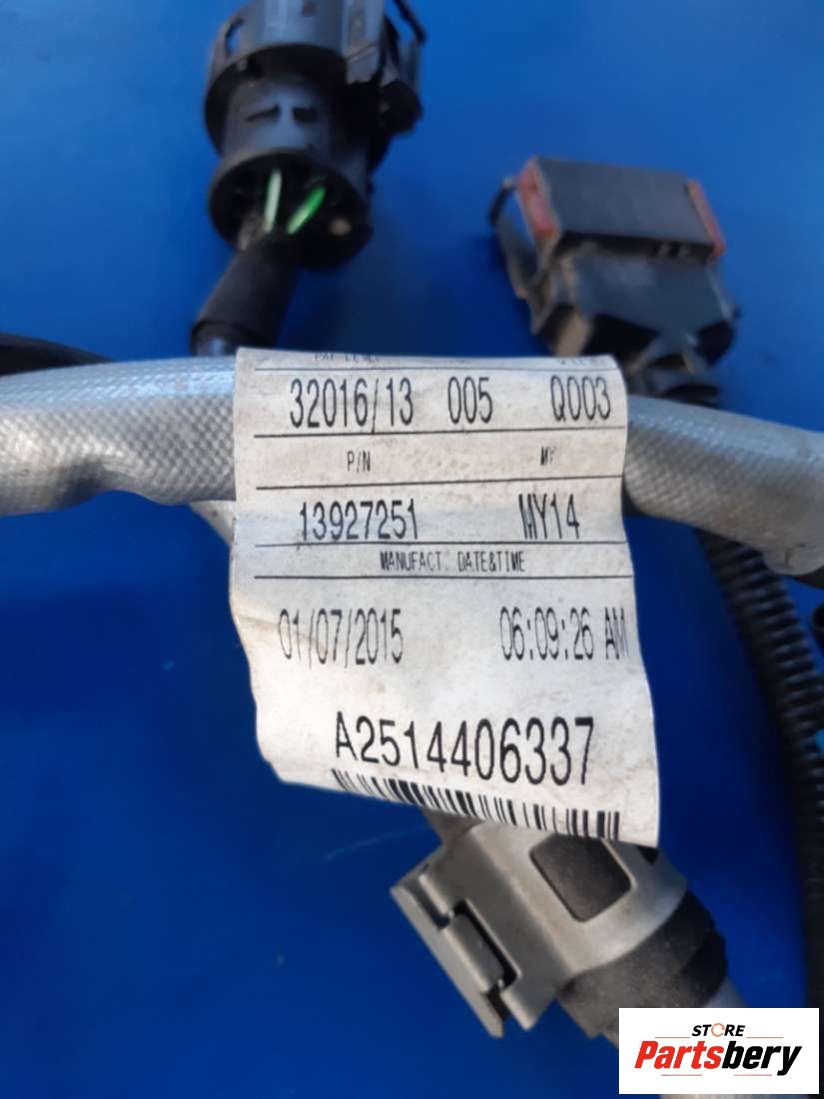 32016/13 005 Q003
P/N MY
13927251 MY14
MANUFACT. DATE&TIME
01/07/2015 06:09:26 AM
A2514406337
STORE
Partsbery